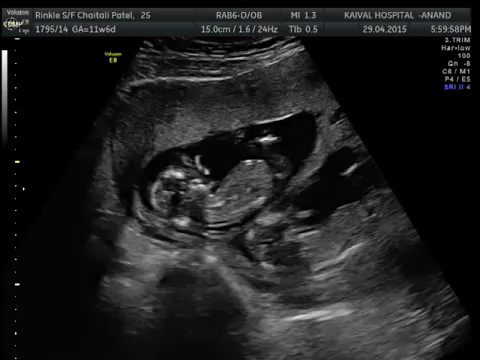 Voluson E8
Rinkle S/F Chaitali Patel, 25 RAB6-D/OB MI 1.3 KAIVAL HOSPITAL -ANAND
1795/14 GA=11w6d 15.0cm / 1.6 / 24Hz TIb 0.5 29.04.2015 5:59:58PM
Voluson E8
Har-low
100
Gn -8
C6 / M1
P4 / E5
SRI II 4